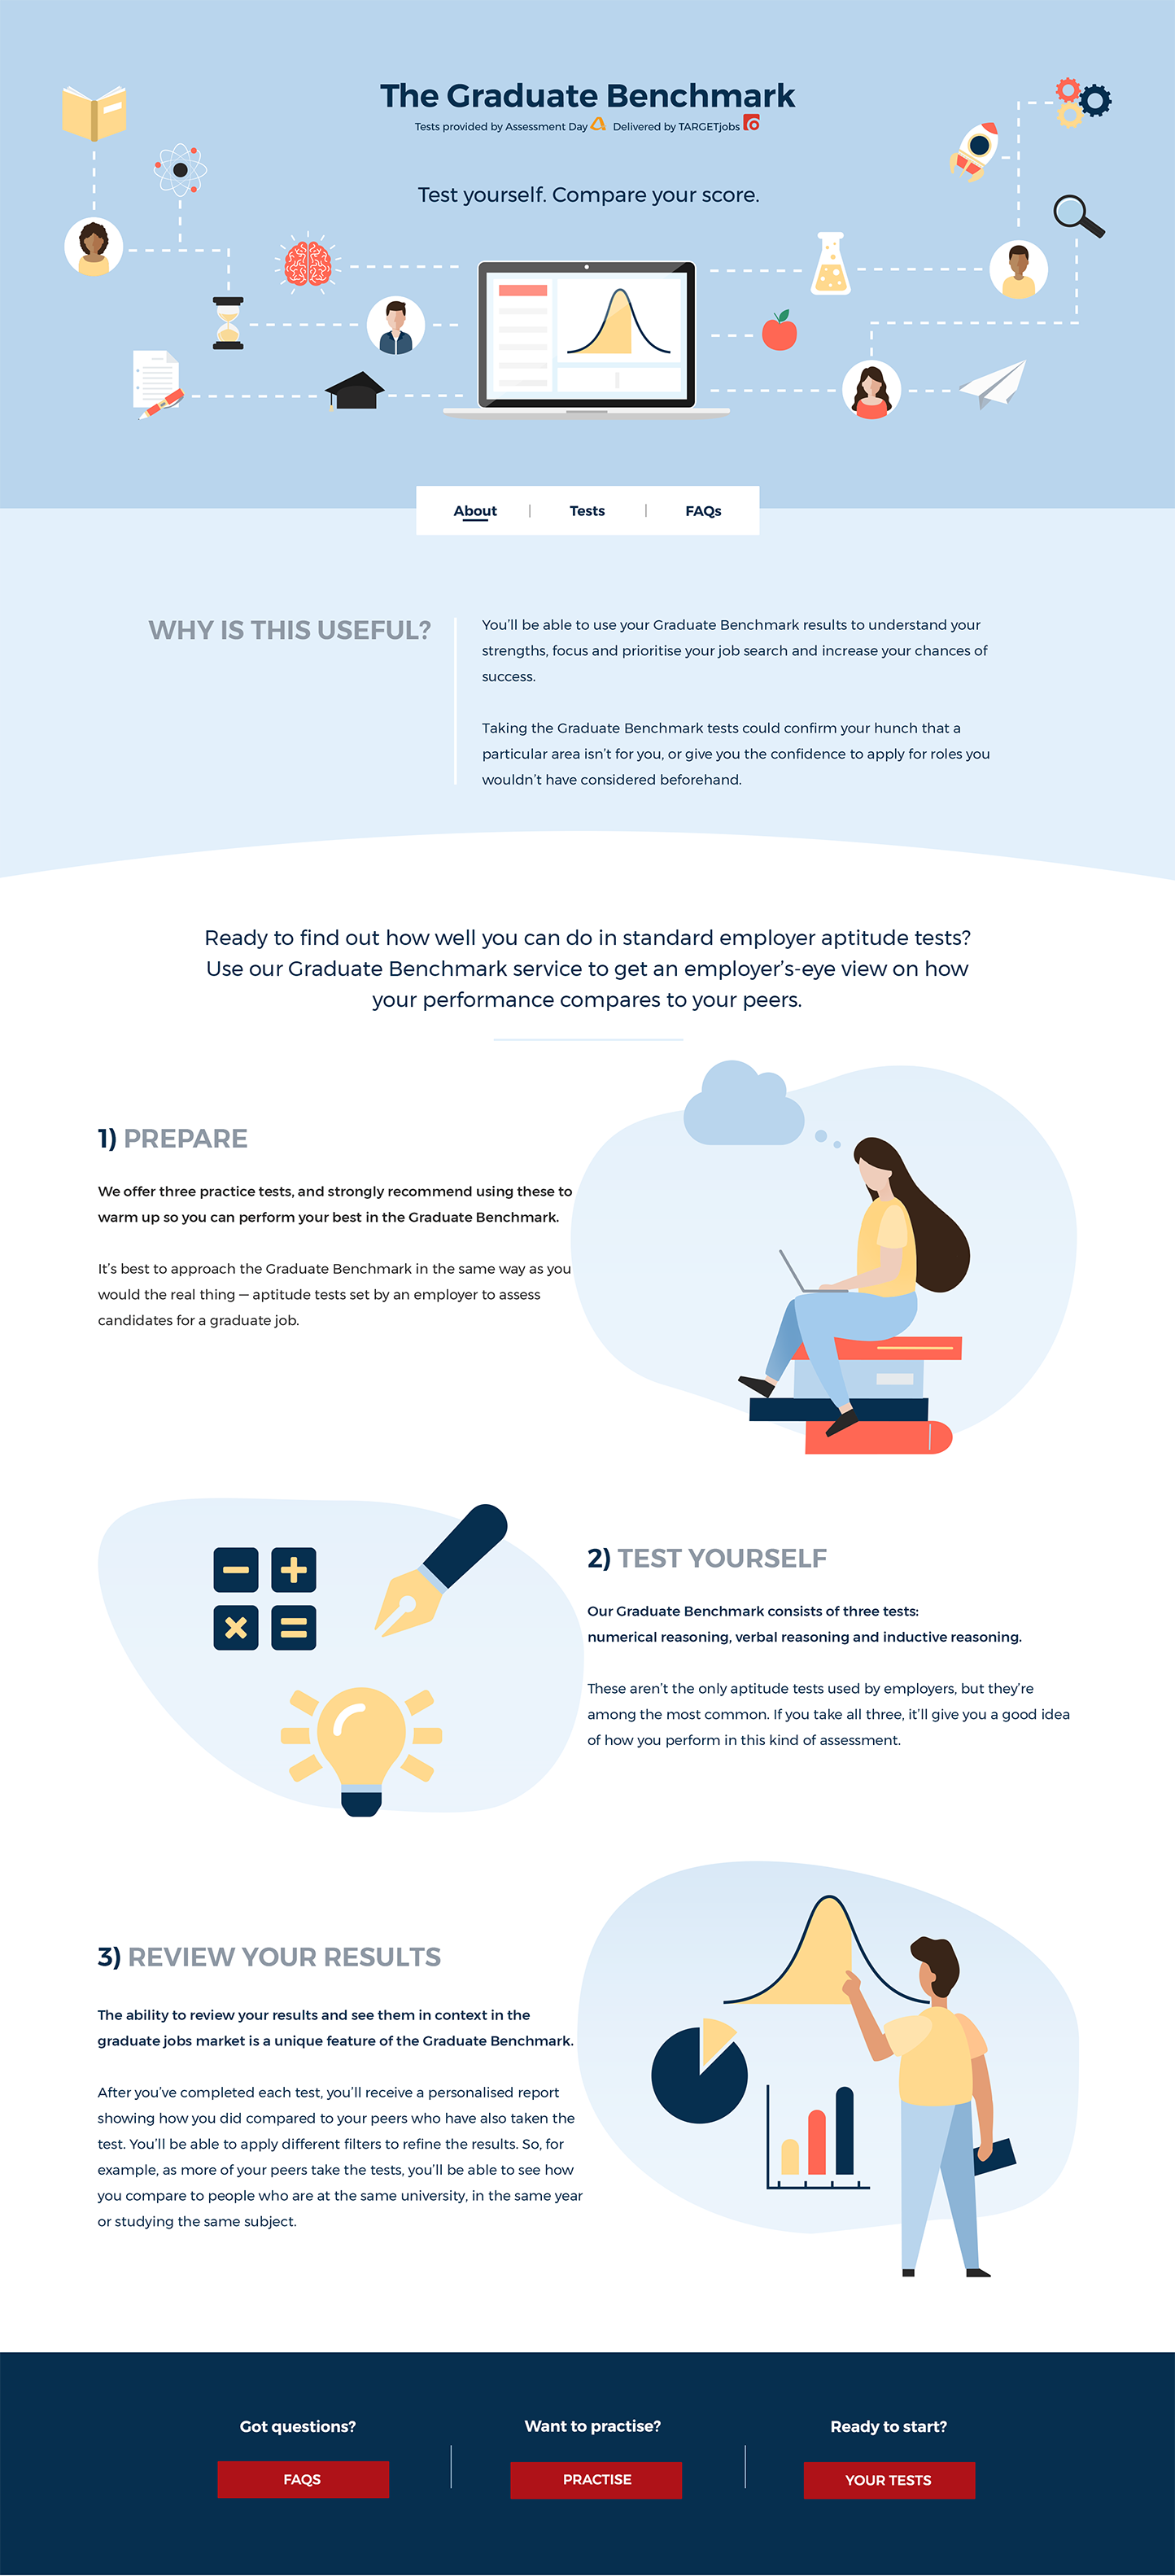 The Graduate Benchmark
Tests provided by Assessment Day Delivered by TARGETjobs
Test yourself. Compare your score.
About | Tests | FAQs
WHY IS THIS USEFUL?
You'll be able to use your Graduate Benchmark results to understand your
strengths, focus and prioritise your job search and increase your chances of
success.
Taking the Graduate Benchmark tests could confirm your hunch that a
particular area isn't for you, or give you the confidence to apply for roles you
wouldn't have considered beforehand.
Ready to find out how well you can do in standard employer aptitude tests?
Use our Graduate Benchmark service to get an employer's-eye view on how
your performance compares to your peers.
1) PREPARE
We offer three practice tests, and strongly recommend using these to
warm up so you can perform your best in the Graduate Benchmark.
It's best to approach the Graduate Benchmark in the same way as you
would the real thing — aptitude tests set by an employer to assess
candidates for a graduate job.
2) TEST YOURSELF
Our Graduate Benchmark consists of three tests:
numerical reasoning, verbal reasoning and inductive reasoning.
These aren't the only aptitude tests used by employers, but they're
among the most common. If you take all three, it'll give you a good idea
of how you perform in this kind of assessment.
3) REVIEW YOUR RESULTS
The ability to review your results and see them in context in the
graduate jobs market is a unique feature of the Graduate Benchmark.
After you've completed each test, you'll receive a personalised report
showing how you did compared to your peers who have also taken the
test. You'll be able to apply different filters to refine the results. So, for
example, as more of your peers take the tests, you'll be able to see how
you compare to people who are at the same university, in the same year
or studying the same subject.
Got questions?
FAQS
Want to practise?
PRACTISE
Ready to start?
YOUR TESTS